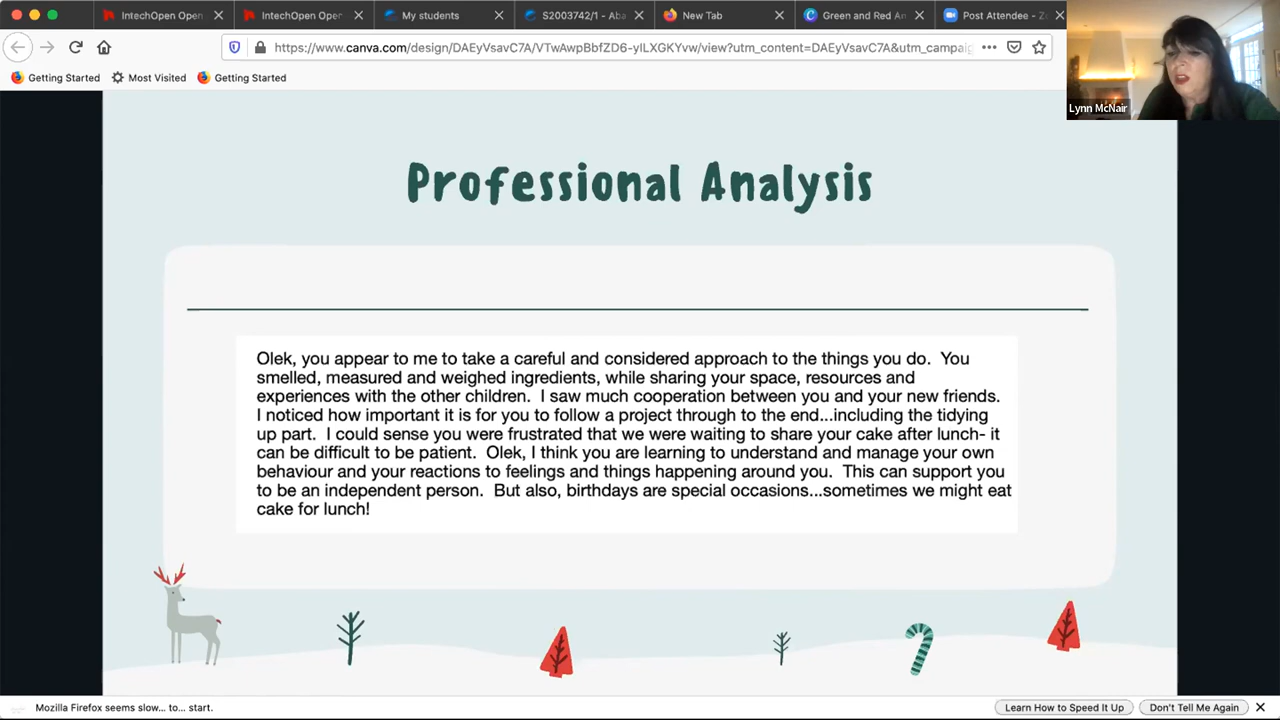 IntechOpen Open
IntechOpen Open
My students
S2003742/1 - Aba
New Tab
Green and Red An
Post Attendee - Zo
https://www.canva.com/design/DAEyVsavC7A/VTwAwpBbfZD6-yILXGKYvw/view?utm_content=DAEyVsavC7A&utm_campaig
Getting Started
Most Visited
Getting Started
Lynn McNair
Professional Analysis
Olek, you appear to me to take a careful and considered approach to the things you do. You
smelled, measured and weighed ingredients, while sharing your space, resources and
experiences with the other children. I saw much cooperation between you and your new friends.
I noticed how important it is for you to follow a project through to the end...including the tidying
up part. I could sense you were frustrated that we were waiting to share your cake after lunch- it
can be difficult to be patient. Olek, I think you are learning to understand and manage your own
behaviour and your reactions to feelings and things happening around you. This can support you
to be an independent person. But also, birthdays are special occasions...sometimes we might eat
cake for lunch!
Mozilla Firefox seems slow... to... start.
Learn How to Speed It Up
Don't Tell Me Again